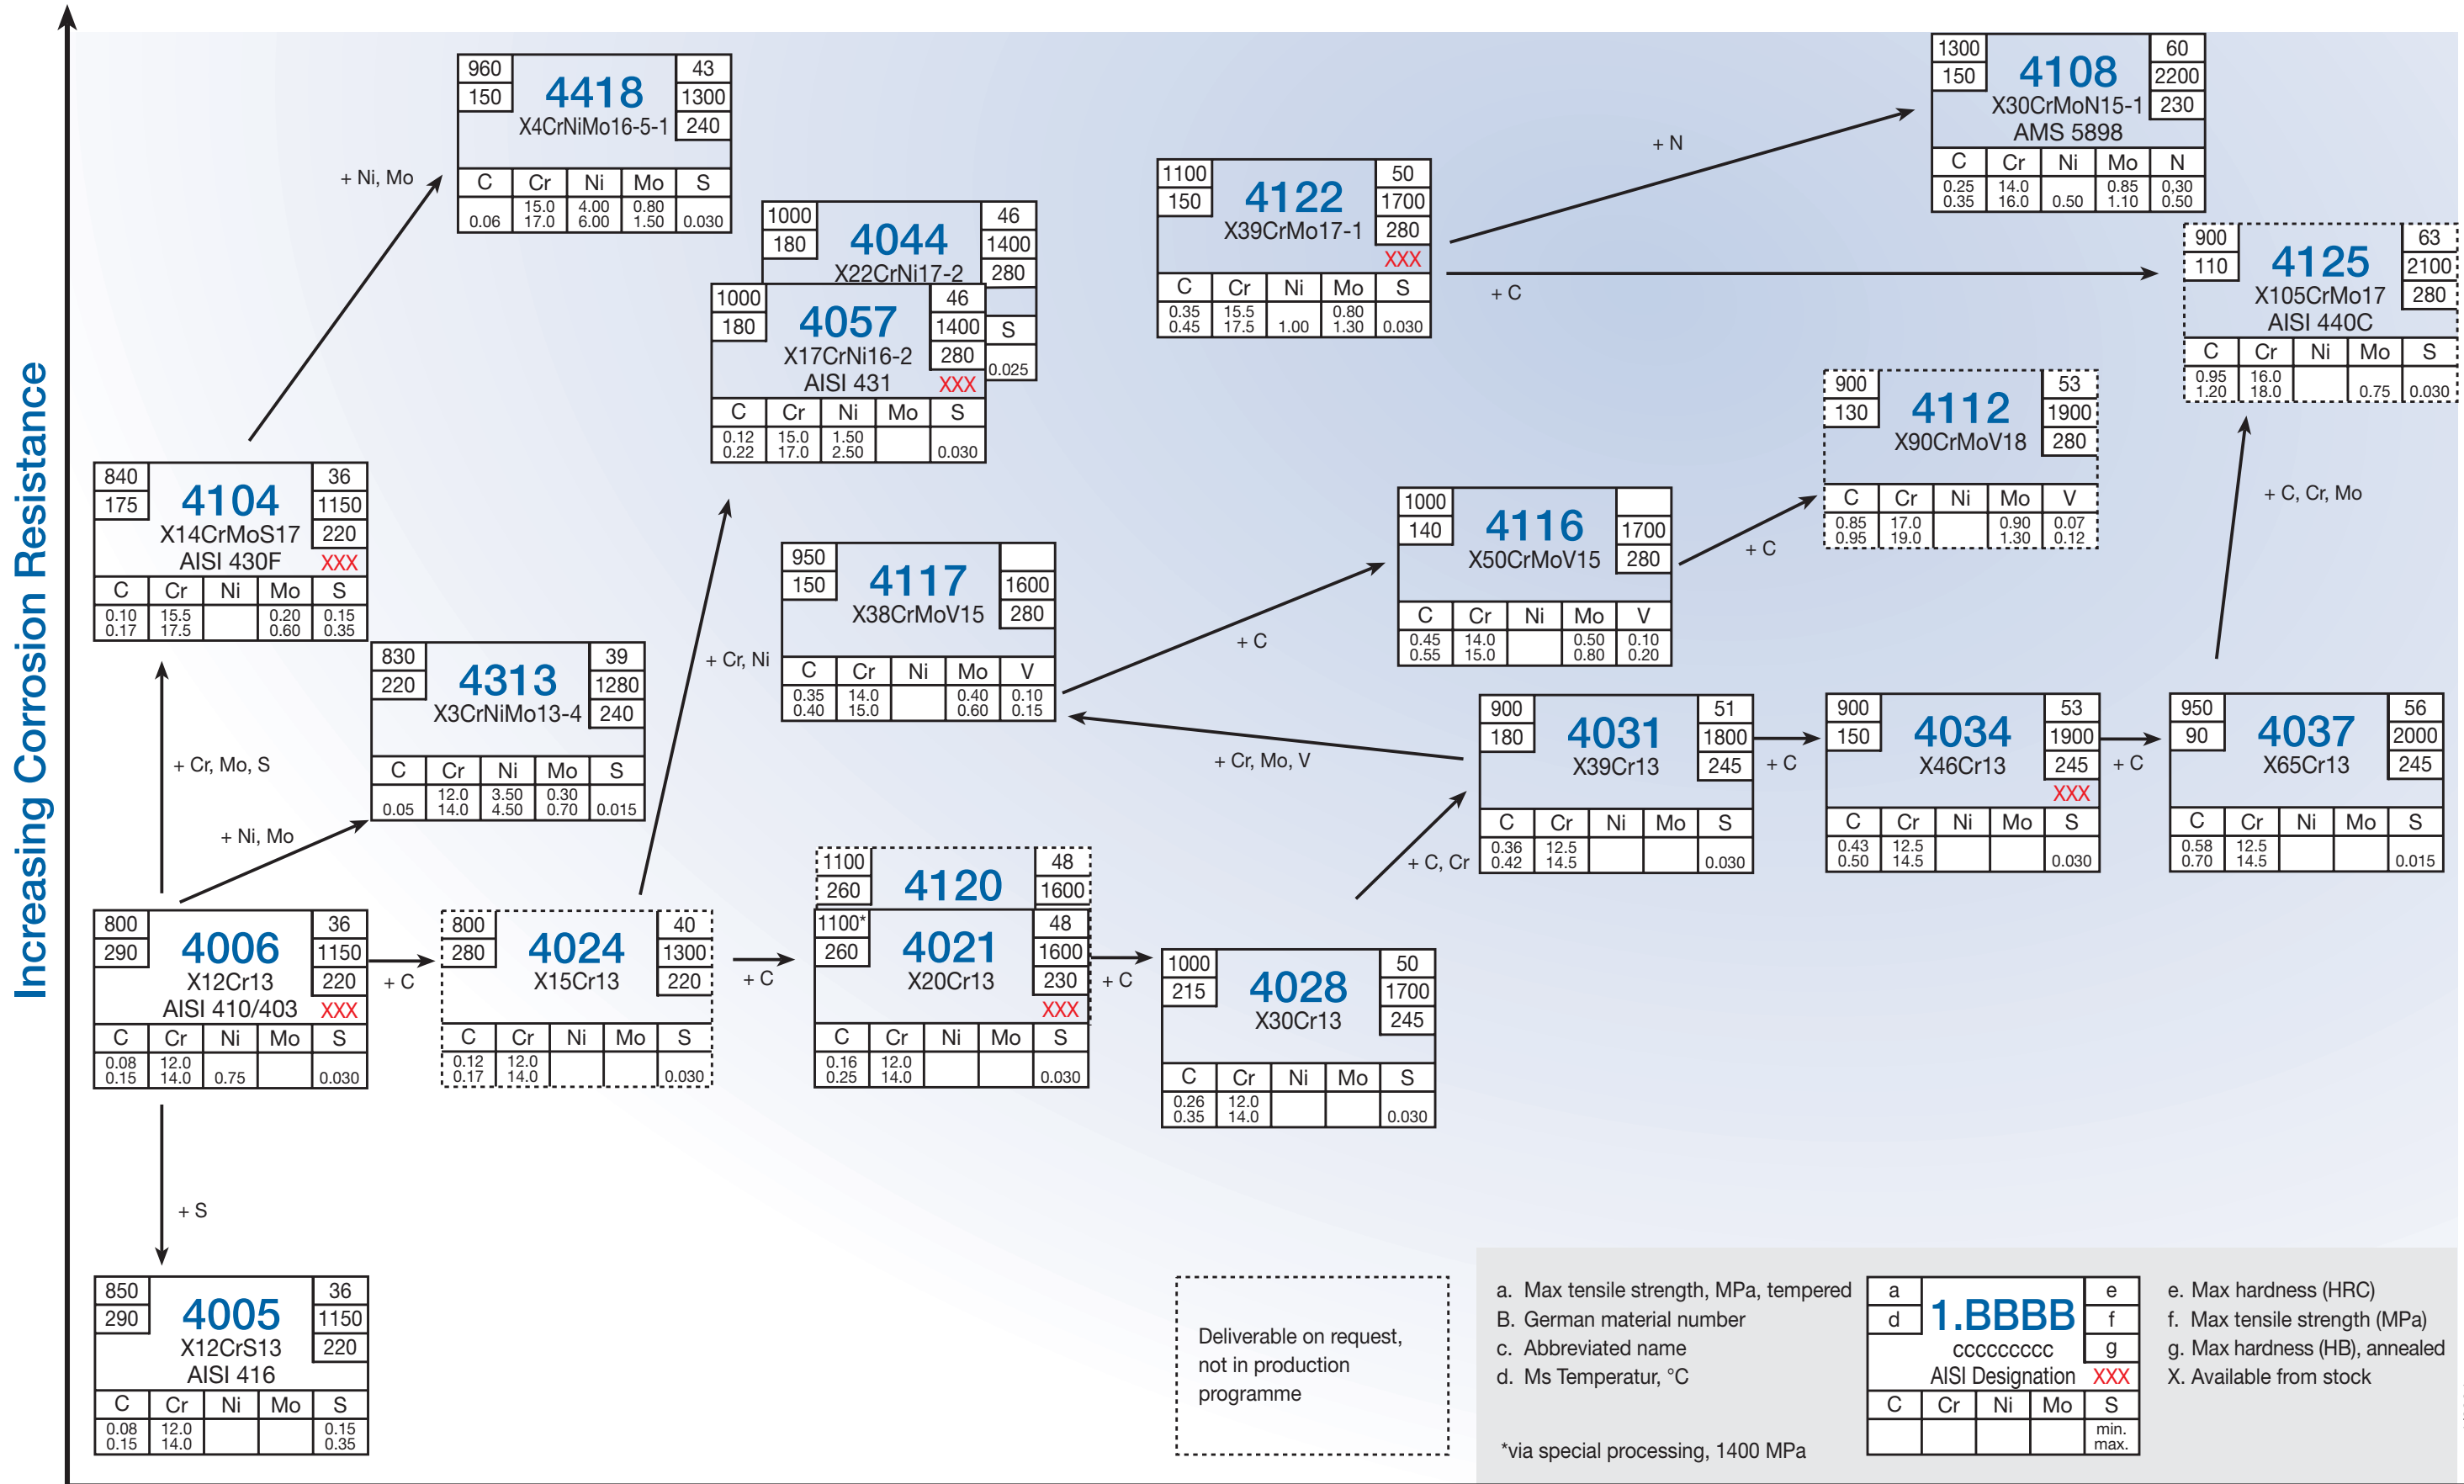 Increasing Corrosion Resistance
960 4418 43
150 X4CrNiMo16-5-1 1300
240
C Cr Ni Mo S
0.06 15.0 17.0 4.00 6.00 0.80 1.50 0.030
+ Ni, Mo
1000 4044 46
180 X22CrNi17-2 1400
280
S
0.025
1000 4057 46
180 X17CrNi16-2 1400
AISI 431 280
XXX
C Cr Ni Mo S
0.12 0.22 15.0 17.0 1.50 2.50 0.030
1100 4122 50
150 X39CrMo17-1 1700
280
XXX
C Cr Ni Mo S
0.35 0.45 15.5 17.5 1.00 0.80 1.30 0.030
+ N
+ C
1300 4108 60
150 X30CrMoN15-1 2200
AMS 5898 230
C Cr Ni Mo N
0.25 0.35 14.0 16.0 0.50 0.85 1.10 0,30 0.50
900 4125 63
110 X105CrMo17 2100
AISI 440C 280
C Cr Ni Mo S
0.95 1.20 16.0 18.0 0.75 0.030
+ C, Cr, Mo
900 4112 53
130 X90CrMoV18 1900
280
C Cr Ni Mo V
0.85 0.95 17.0 19.0 0.90 1.30 0.07 0.12
840 4104 36
175 X14CrMoS17 1150
AISI 430F 220
XXX
C Cr Ni Mo S
0.10 0.17 15.5 17.5 0.20 0.60 0.15 0.35
+ Cr, Mo, S
830 4313 39
220 X3CrNiMo13-4 1280
240
C Cr Ni Mo S
0.05 12.0 14.0 3.50 4.50 0.30 0.70 0.015
+ Ni, Mo
+ Cr, Ni
950 4117
150 X38CrMoV15 1600
280
C Cr Ni Mo V
0.35 0.40 14.0 15.0 0.40 0.60 0.10 0.15
+ C
+ Cr, Mo, V
1000 4116
140 X50CrMoV15 1700
280
C Cr Ni Mo V
0.45 0.55 14.0 15.0 0.50 0.80 0.10 0.20
+ C
900 4031 51
180 X39Cr13 1800
245
C Cr Ni Mo S
0.36 0.42 12.5 14.5 0.030
+ C
900 4034 53
150 X46Cr13 1900
245
XXX
C Cr Ni Mo S
0.43 0.50 12.5 14.5 0.030
+ C
950 4037 56
90 X65Cr13 2000
245
C Cr Ni Mo S
0.58 0.70 12.5 14.5 0.015
800 4006 36
290 X12Cr13 1150
AISI 410/403 220
XXX
C Cr Ni Mo S
0.08 0.15 12.0 14.0 0.75 0.030
+ C
800 4024 40
280 X15Cr13 1300
220
C Cr Ni Mo S
0.12 0.17 12.0 14.0 0.030
+ C
1100 4120 48
260 1600
1100* 4021 48
260 X20Cr13 1600
230
XXX
C Cr Ni Mo S
0.16 0.25 12.0 14.0 0.030
+ C
1000 4028 50
215 X30Cr13 1700
245
C Cr Ni Mo S
0.26 0.35 12.0 14.0 0.030
+ C, Cr
+ S
850 4005 36
290 X12CrS13 1150
AISI 416 220
C Cr Ni Mo S
0.08 0.15 12.0 14.0 0.15 0.35
Deliverable on request,
not in production
programme
a. Max tensile strength, MPa, tempered
B. German material number
c. Abbreviated name
d. Ms Temperatur, °C
*via special processing, 1400 MPa
a 1.BBBB e
d ccccccccc f
g
AISI Designation XXX
C Cr Ni Mo S
min.
max.
e. Max hardness (HRC)
f. Max tensile strength (MPa)
g. Max hardness (HB), annealed
X. Available from stock